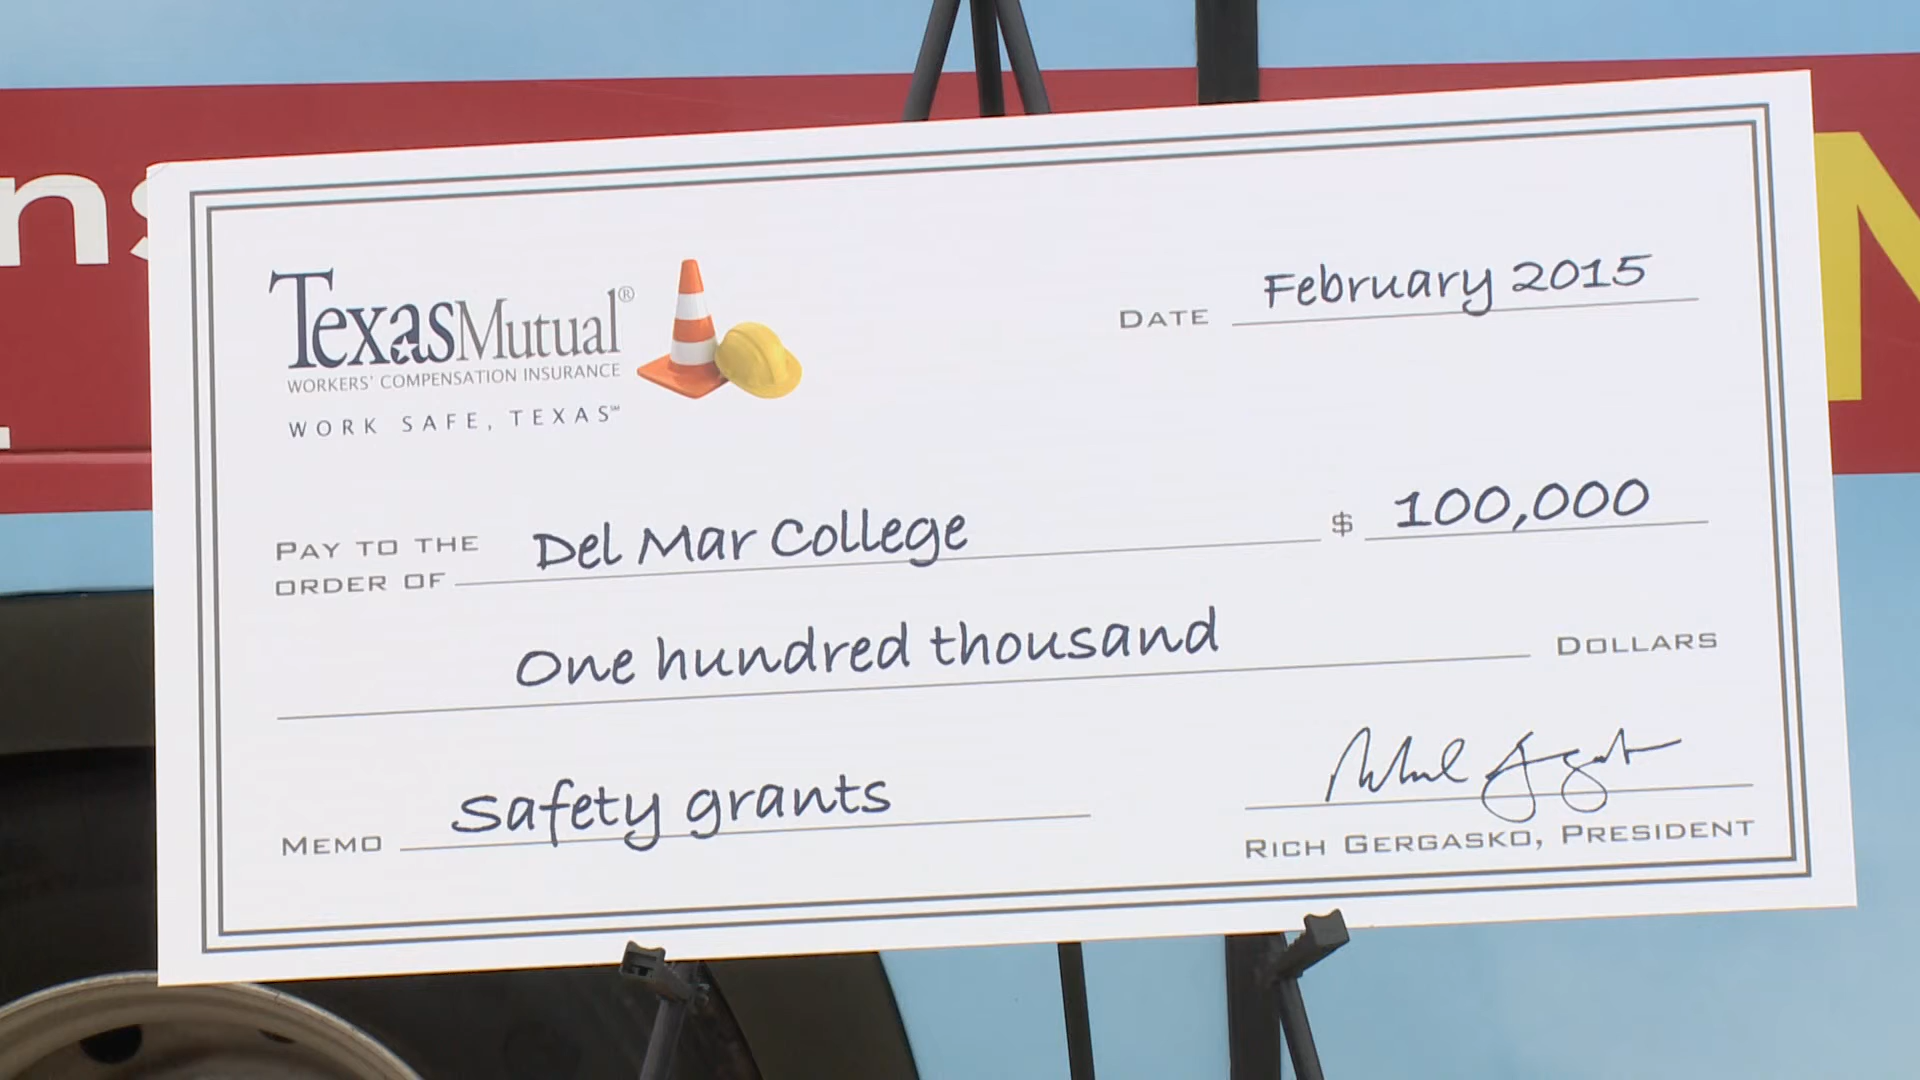 ns
TexasMutual®
WORKERS' COMPENSATION INSURANCE
WORK SAFE, TEXAS℠
DATE February 2015
PAY TO THE
ORDER OF Del Mar College $ 100,000
One hundred thousand DOLLARS
MEMO Safety grants
RICH GERGASKO, PRESIDENT